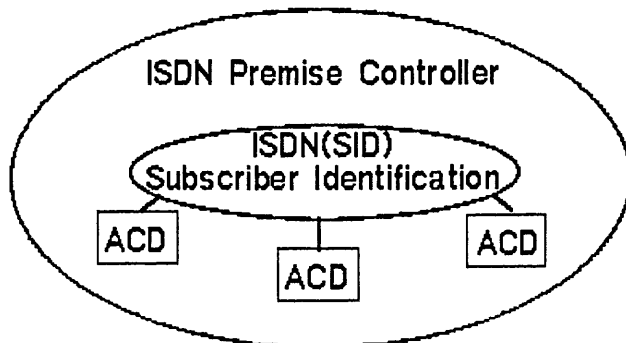 ISDN Premise Controller
ISDN(SID)
Subscriber Identification
ACD
ACD
ACD